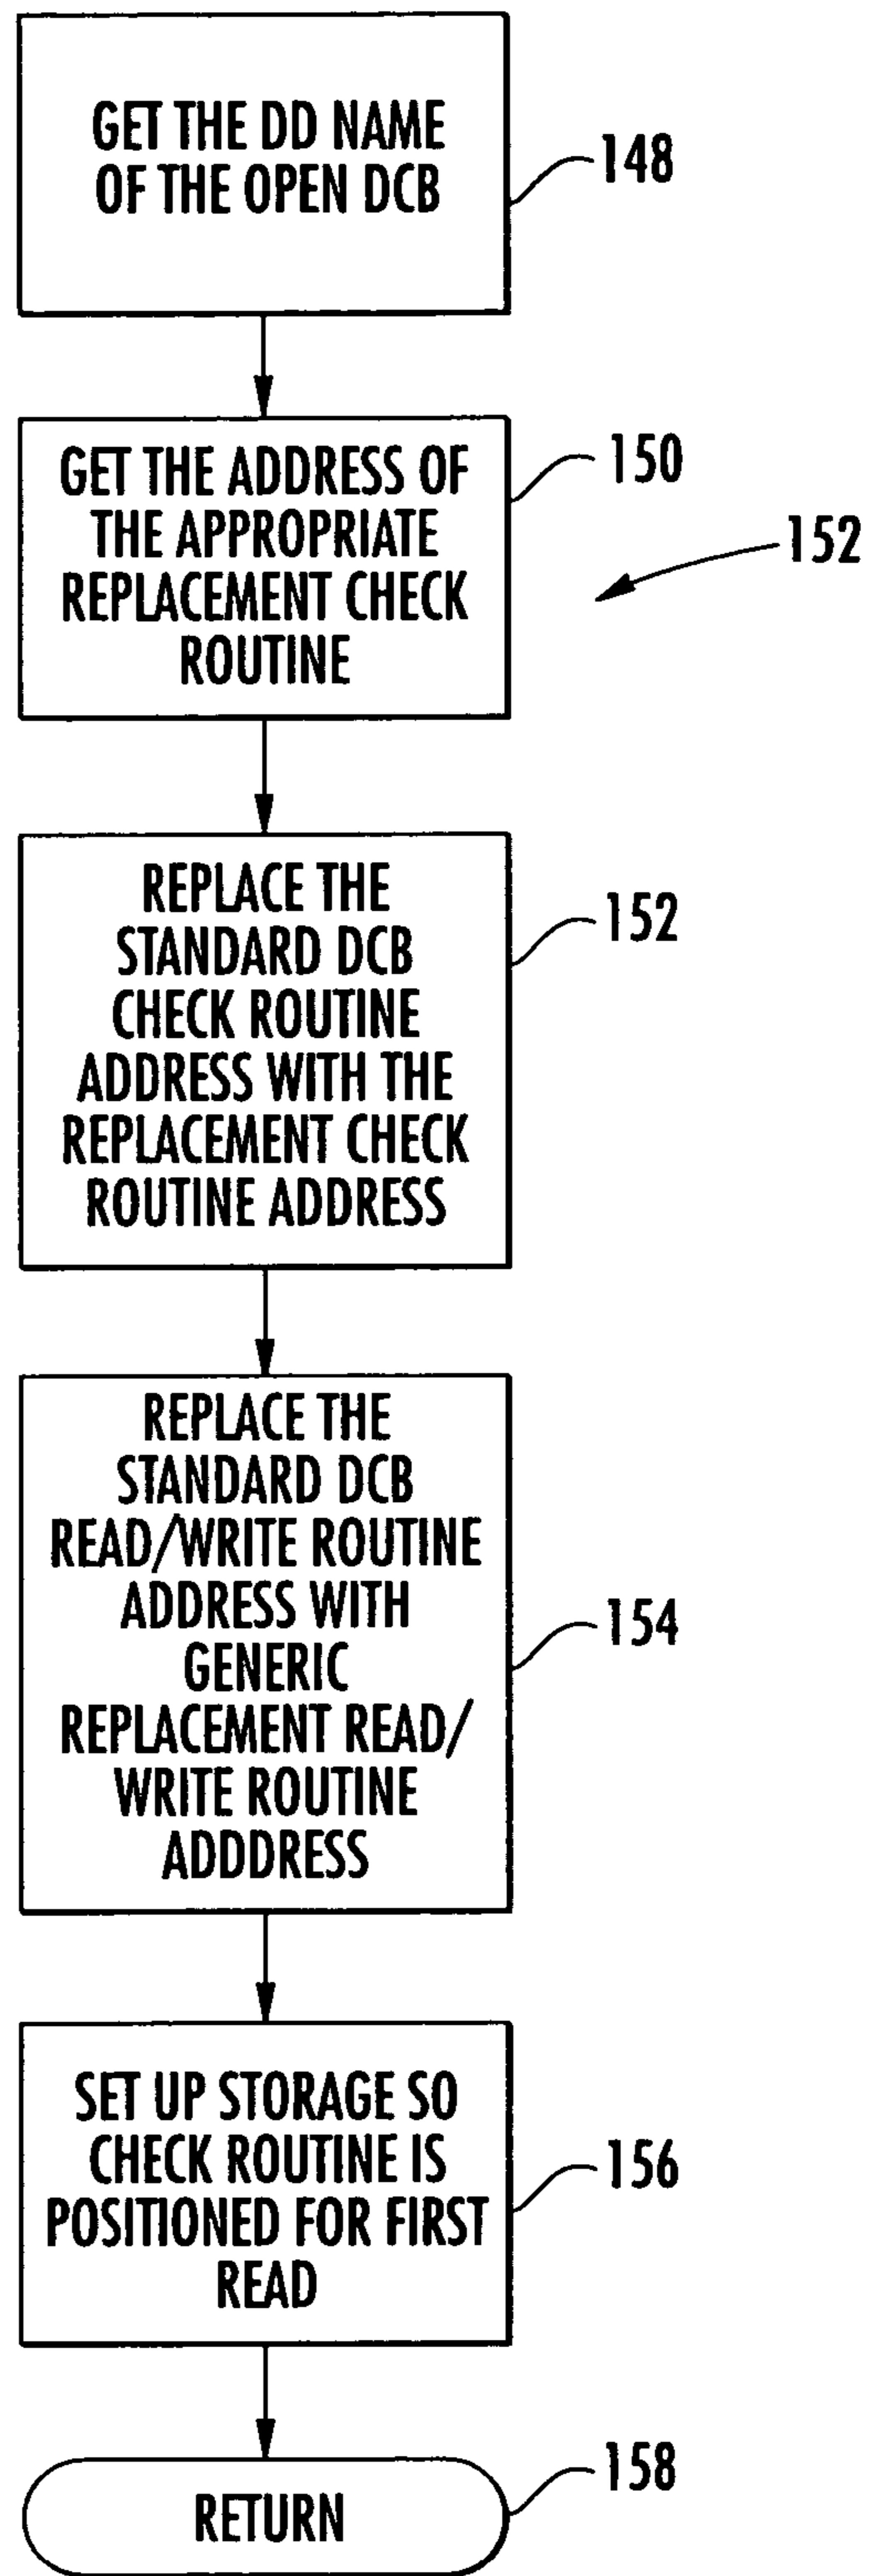 GET THE DD NAME
OF THE OPEN DCB
148
GET THE ADDRESS OF
THE APPROPRIATE
REPLACEMENT CHECK
ROUTINE
150
152
REPLACE THE
STANDARD DCB
CHECK ROUTINE
ADDRESS WITH THE
REPLACEMENT CHECK
ROUTINE ADDRESS
152
REPLACE THE
STANDARD DCB
READ/WRITE ROUTINE
ADDRESS WITH
GENERIC
REPLACEMENT READ/
WRITE ROUTINE
ADDDRESS
154
SET UP STORAGE SO
CHECK ROUTINE IS
POSITIONED FOR FIRST
READ
156
RETURN
158